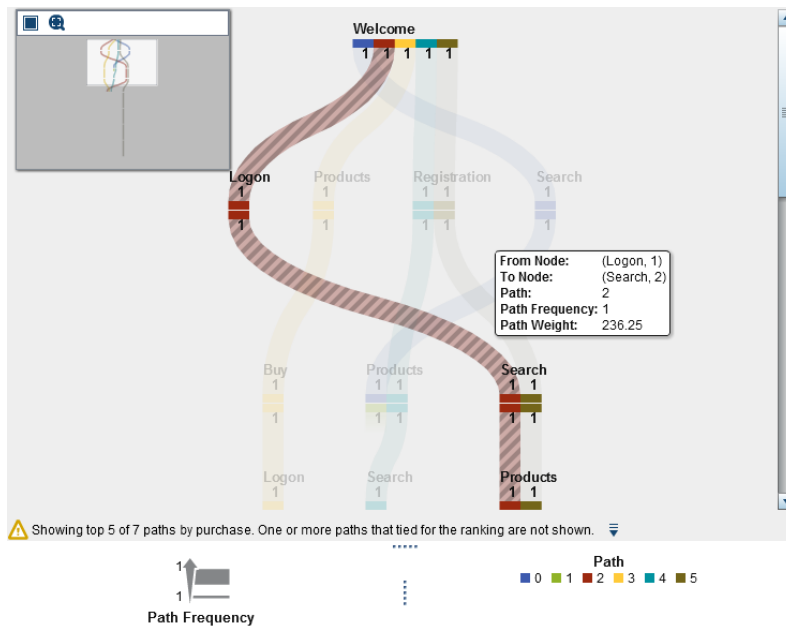 Welcome
1 1 1 1 1
Logon Products Registration Search
1 1 1 1 1
1 1 1 1 1
From Node: (Logon, 1)
To Node: (Search, 2)
Path: 2
Path Frequency: 1
Path Weight: 236.25
Buy Products Search
1 1 1 1 1
1 1 1 1 1
Logon Search Products
1 1 1 1
Showing top 5 of 7 paths by purchase. One or more paths that tied for the ranking are not shown.
1
1
Path Frequency
Path
0 1 2 3 4 5